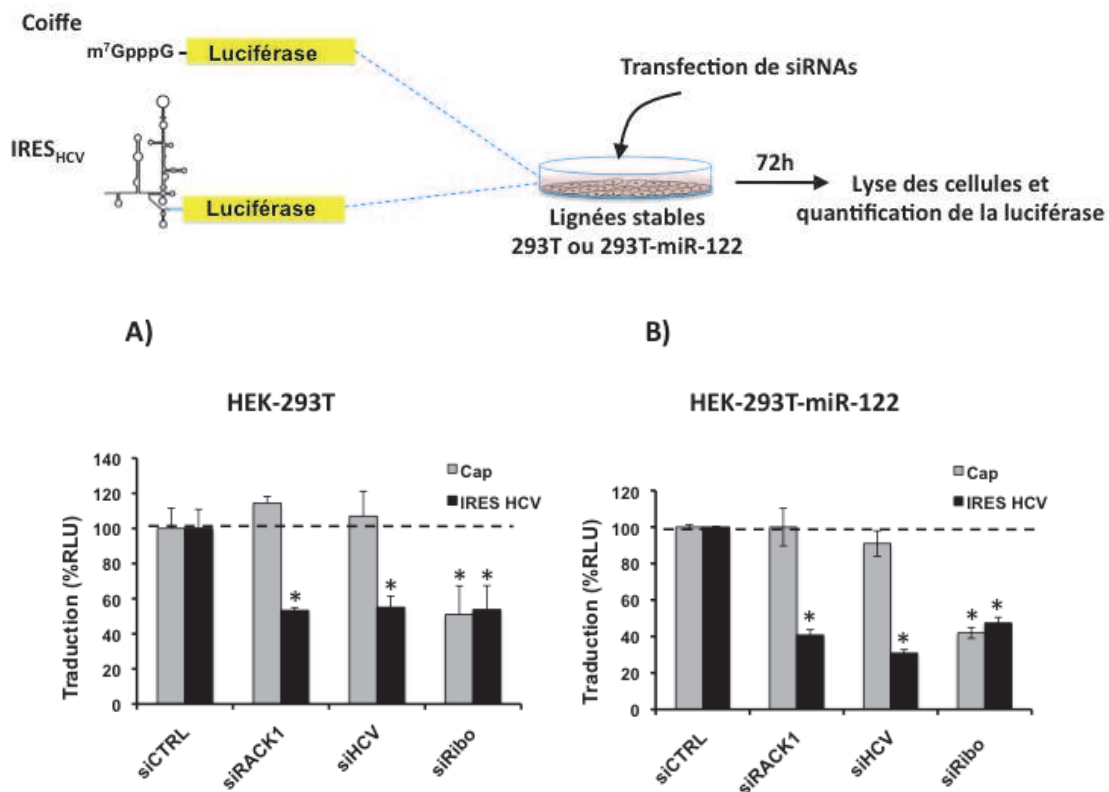 Coiffe
m⁷GpppG Luciférase
IRES_HCV
Luciférase
Transfection de siRNAs
72h
Lyse des cellules et
quantification de la luciférase
Lignées stables
293T ou 293T-miR-122
A)
HEK-293T
Traduction (%RLU)
140
120
100
80
60
40
20
0
Cap
IRES HCV
*
*
* *
siCTRL
siRACK1
siHCV
siRibo
B)
HEK-293T-miR-122
Traduction (%RLU)
120
100
80
60
40
20
0
Cap
IRES HCV
*
*
* *
siCTRL
siRACK1
siHCV
siRibo